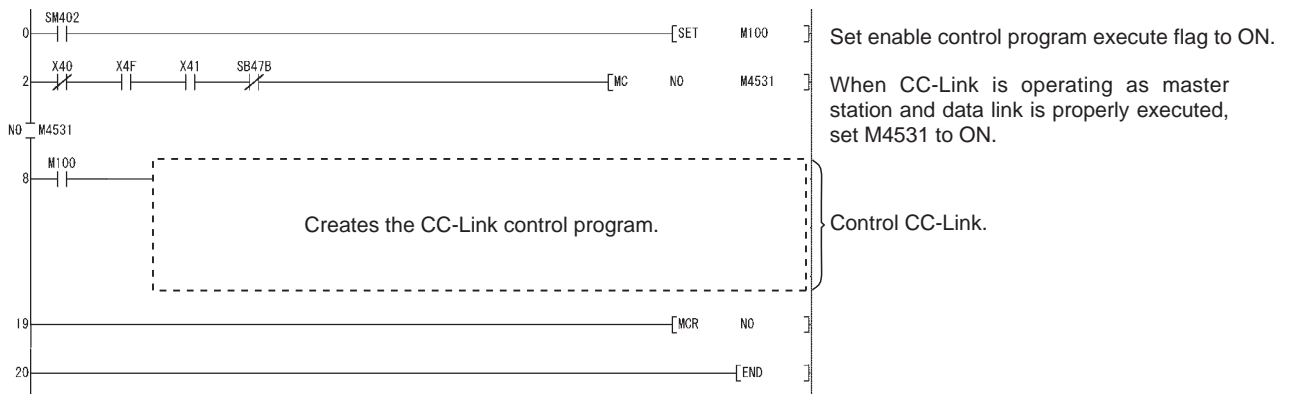 SM402
0 [SET M100 ] Set enable control program execute flag to ON.
X40 X4F X41 SB47B
2 [MC N0 M4531 ] When CC-Link is operating as master
station and data link is properly executed,
set M4531 to ON.
N0 M4531
M100
8
Creates the CC-Link control program. Control CC-Link.
19 [MCR N0 ]
20 [END ]